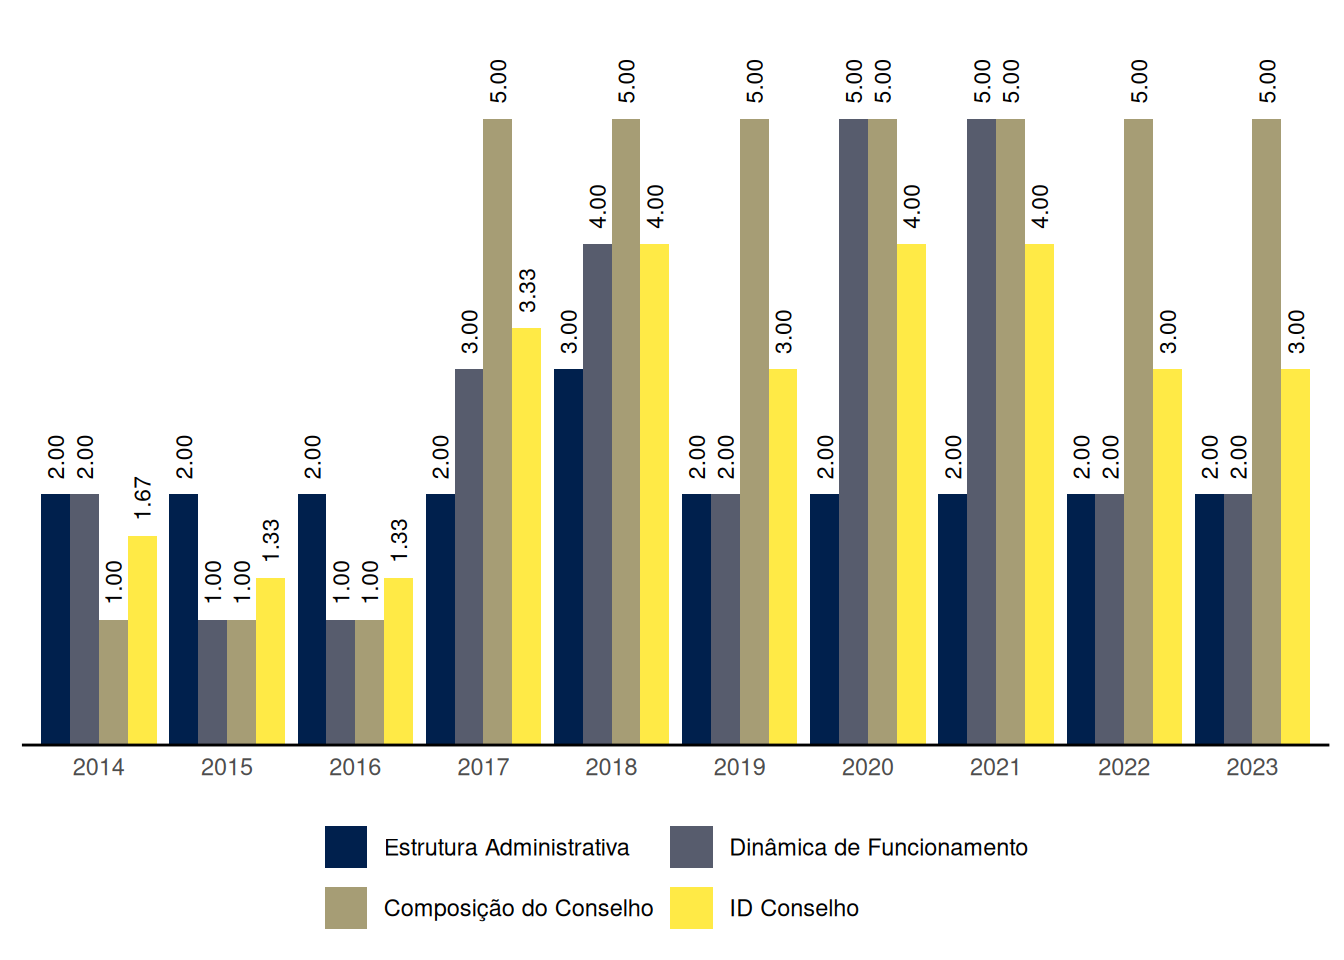 2.00 2.00 1.00 1.67 2.00 1.00 1.00 1.33 2.00 1.00 1.00 1.33 2.00 3.00 5.00 3.33 3.00 4.00 5.00 4.00 2.00 2.00 5.00 3.00 2.00 5.00 5.00 4.00 2.00 5.00 5.00 4.00 2.00 2.00 5.00 3.00 2.00 2.00 5.00 3.00
2014 2015 2016 2017 2018 2019 2020 2021 2022 2023
Estrutura Administrativa Dinâmica de Funcionamento
Composição do Conselho ID Conselho